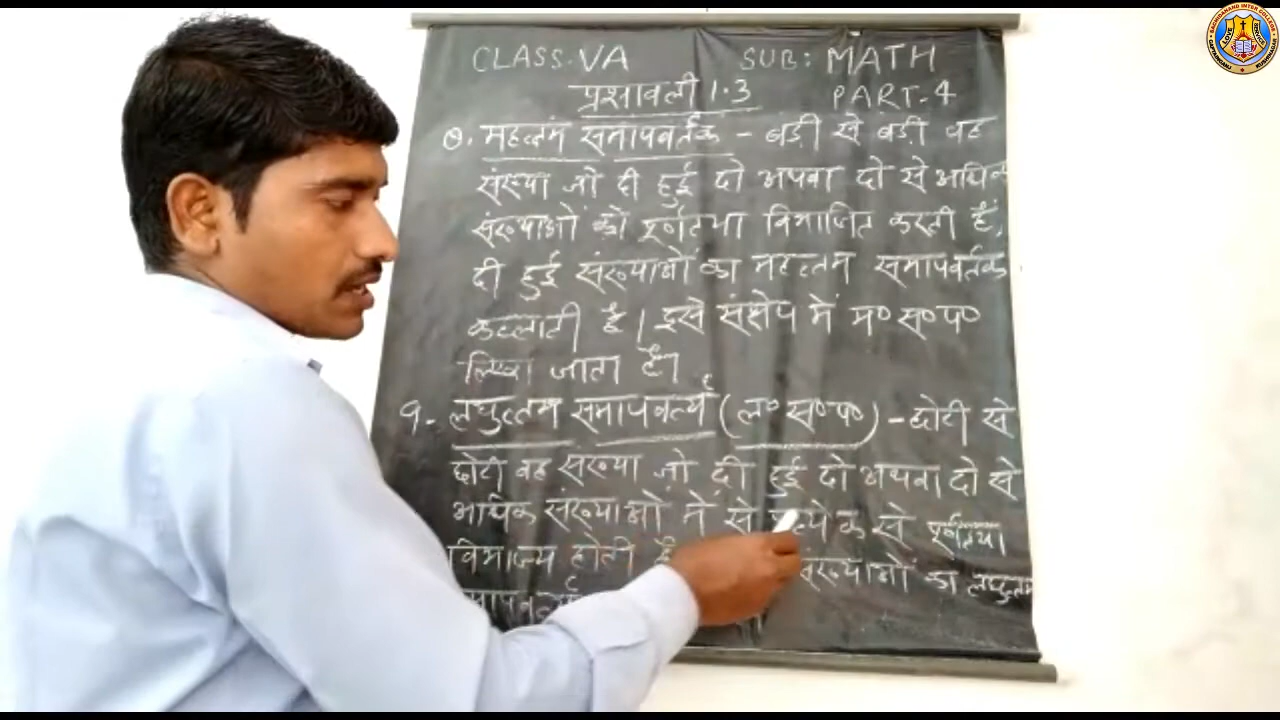 CLASS:VA SUB: MATH
प्रश्नावली 1.3 PART-4
8. महत्तम समापवर्तक - बड़ी से बड़ी वह
संख्या जो दी हुई दो अथवा दो से अधिक
संख्याओं को पूर्णतया विभाजित करती है,
दी हुई संख्याओं का महत्तम समापवर्तक
कहलाती है। इसे संक्षेप में म० स० प०
लिखा जाता है।
9- लघुत्तम समापवर्त्य (ल० स० प०) - छोटी से
छोटी वह संख्या जो दी हुई दो अथवा दो से
अधिक संख्याओं में से प्रत्येक से पूर्णतया
विभाज्य होती है संख्याओं का लघुत्तम